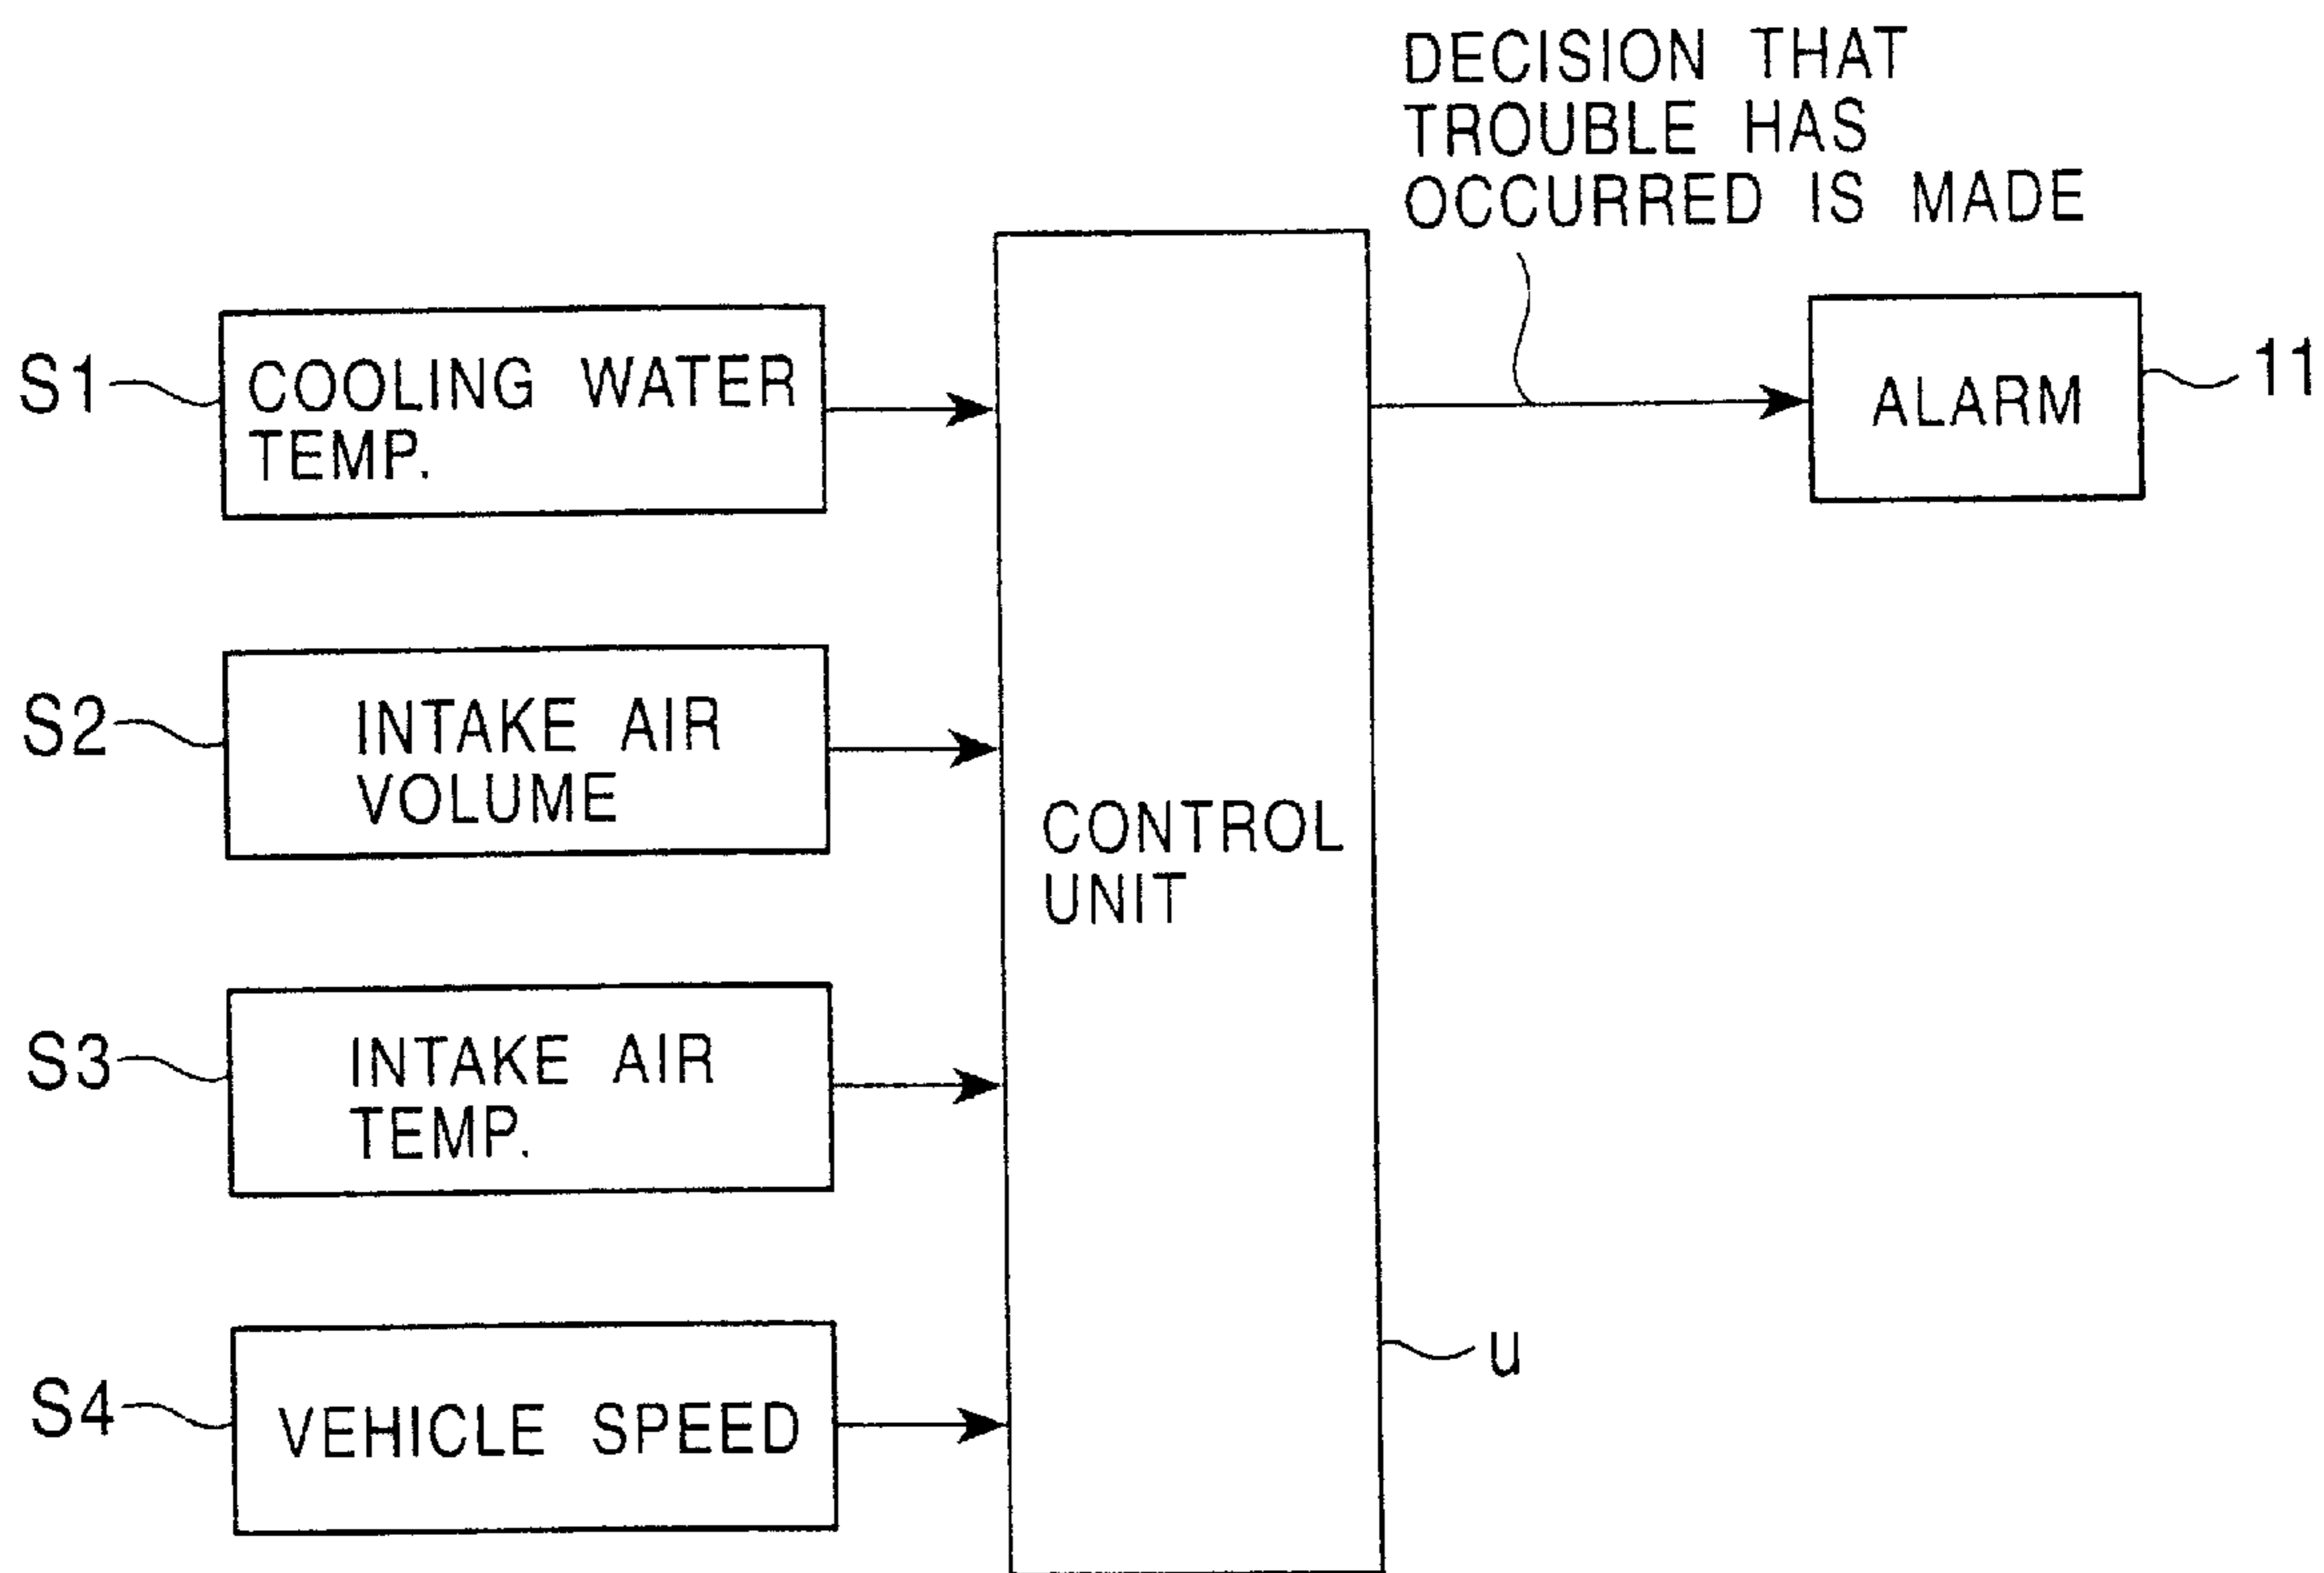 DECISION THAT
TROUBLE HAS
OCCURRED IS MADE
S1
COOLING WATER
TEMP.
ALARM
11
S2
INTAKE AIR
VOLUME
CONTROL
UNIT
S3
INTAKE AIR
TEMP.
S4
VEHICLE SPEED
u